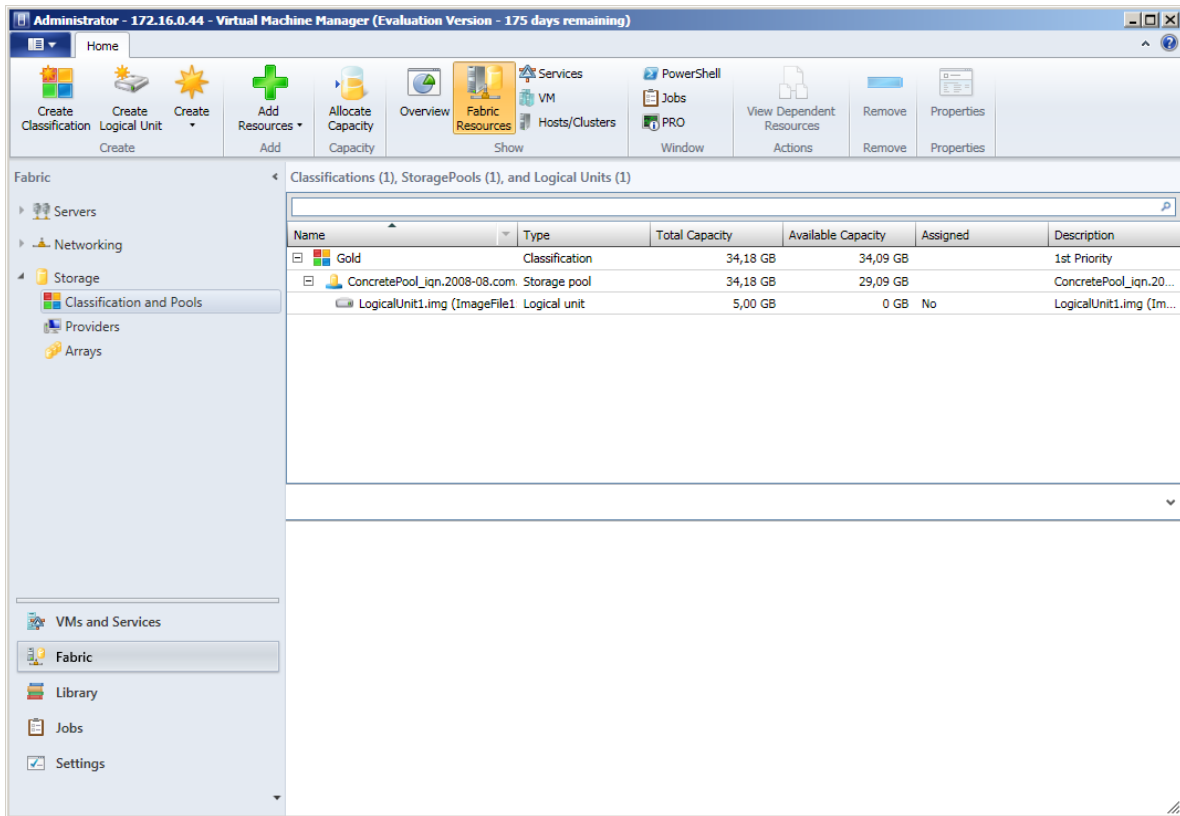 Administrator - 172.16.0.44 - Virtual Machine Manager (Evaluation Version - 175 days remaining)
Home
Create Classification
Create Logical Unit
Create
Add Resources
Allocate Capacity
Overview
Fabric Resources
Services
VM
Hosts/Clusters
PowerShell
Jobs
PRO
View Dependent Resources
Remove
Properties
Create
Add
Capacity
Show
Window
Actions
Remove
Properties
Fabric
Servers
Networking
Storage
Classification and Pools
Providers
Arrays
Classifications (1), StoragePools (1), and Logical Units (1)
Name Type Total Capacity Available Capacity Assigned Description
Gold Classification 34,18 GB 34,09 GB 1st Priority
ConcretePool_iqn.2008-08.com. Storage pool 34,18 GB 29,09 GB ConcretePool_iqn.20...
LogicalUnit1.img (ImageFile1 Logical unit 5,00 GB 0 GB No LogicalUnit1.img (Im...
VMs and Services
Fabric
Library
Jobs
Settings